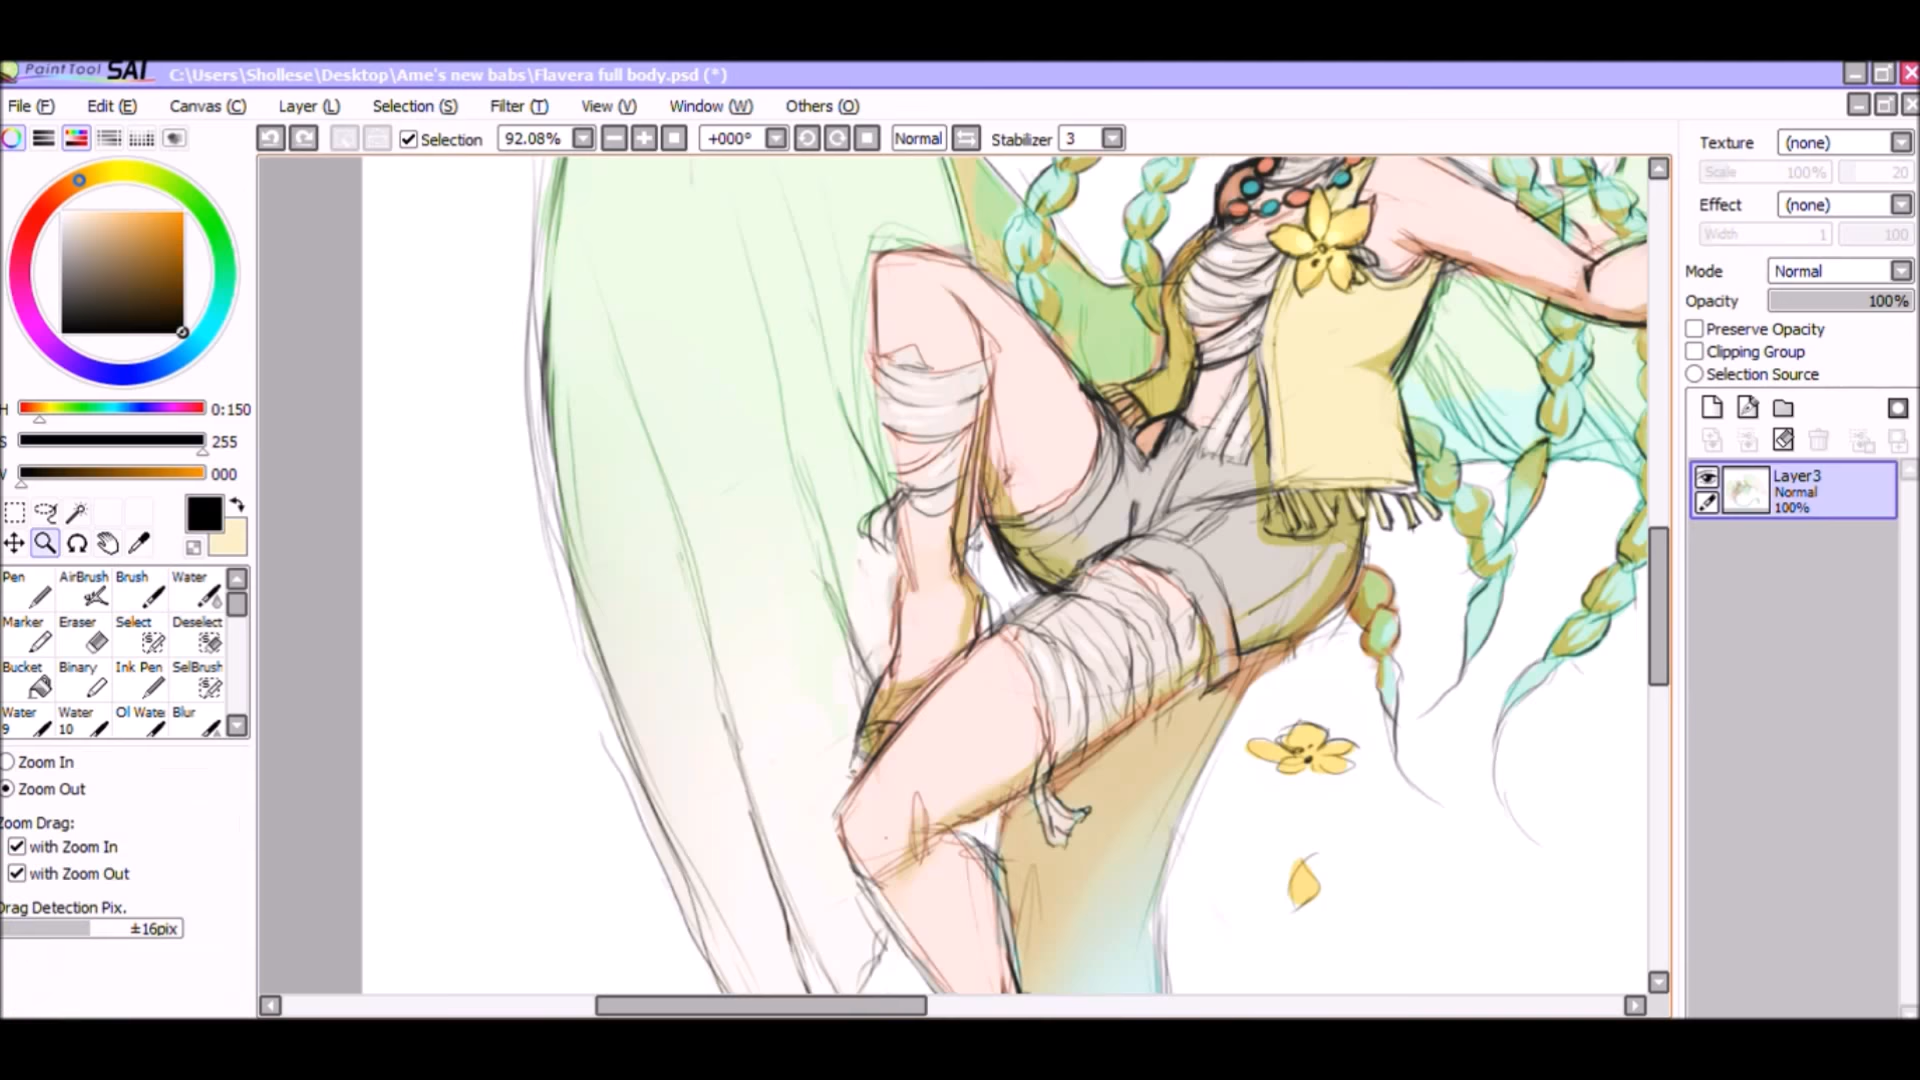 PaintTool SAI C:\Users\Shollese\Desktop\Ame's new babs\Flavera full body.psd (*)
File (F) Edit (E) Canvas (C) Layer (L) Selection (S) Filter (T) View (V) Window (W) Others (O)
Selection 92.08% +000° Normal Stabilizer 3
Texture (none)
Scale 100% 20
Effect (none)
Width 1 100
Mode Normal
Opacity 100%
Preserve Opacity
Clipping Group
Selection Source
H 0:150
S 255
V 000
Layer3
Normal
100%
Pen AirBrush Brush Water
Marker Eraser Select Deselect
Bucket Binary Ink Pen SelBrush
Water Water Ol Wate Blur
9 10
Zoom In
Zoom Out
Zoom Drag:
with Zoom In
with Zoom Out
Drag Detection Pix.
±16pix